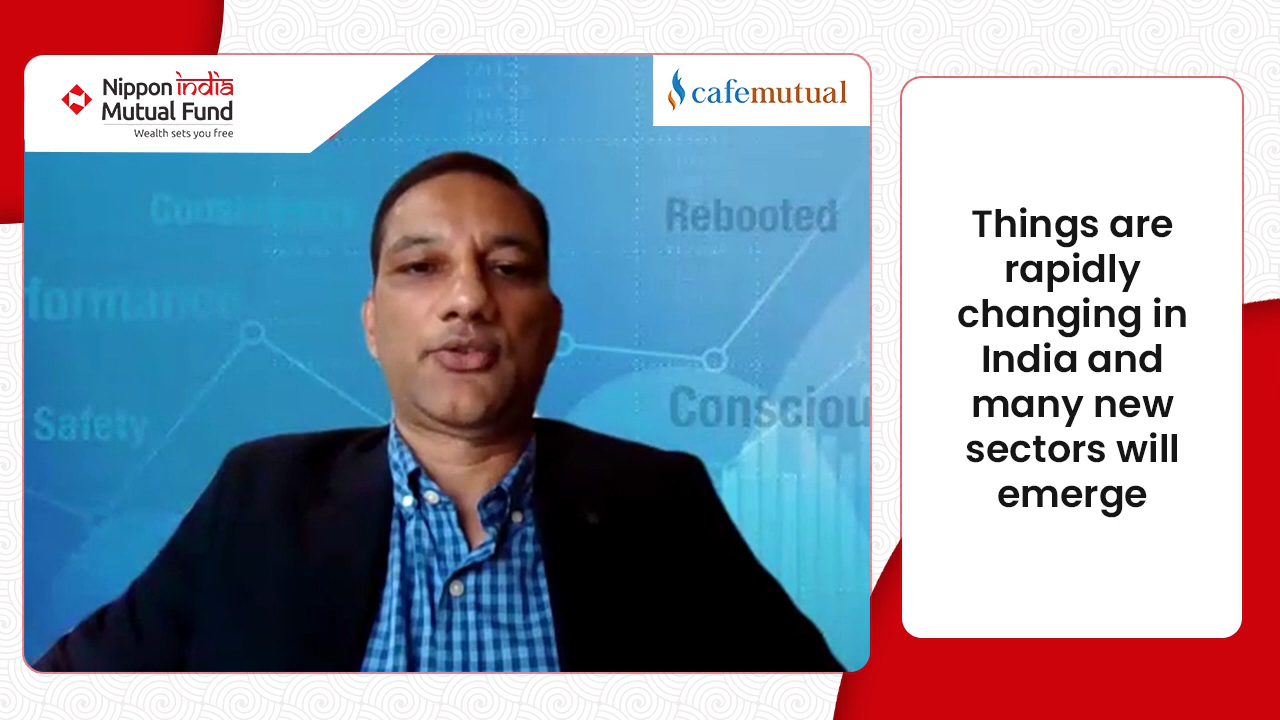 Nippon india
Mutual Fund
Wealth sets you free
cafemutual
Rebooted
Safety
Consciou
Things are
rapidly
changing in
India and
many new
sectors will
emerge